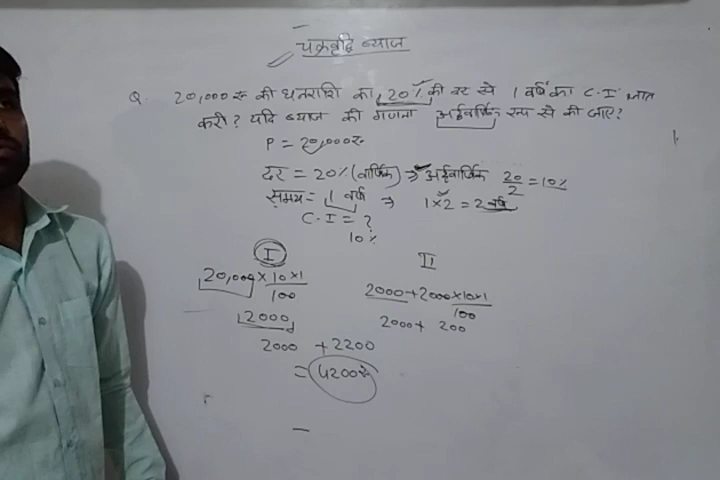 चक्रवृद्धि ब्याज
Q. 20,000रु की धनराशि का 20% की दर से 1 वर्ष का C.I. ज्ञात
करो? यदि ब्याज की गणना अर्द्धवार्षिक रूप से की जाए?
P = 20,000रु
दर = 20% (वार्षिक) ⇒ अर्द्धवार्षिक 20/2 = 10%
समय = 1 वर्ष ⇒ 1×2 = 2 वर्ष
C.I = ?
10%
I II
20,000 × 10×1/100 2000 + 2000×10×1/100
2000 2000 + 200
2000 + 2200
= 4200रु